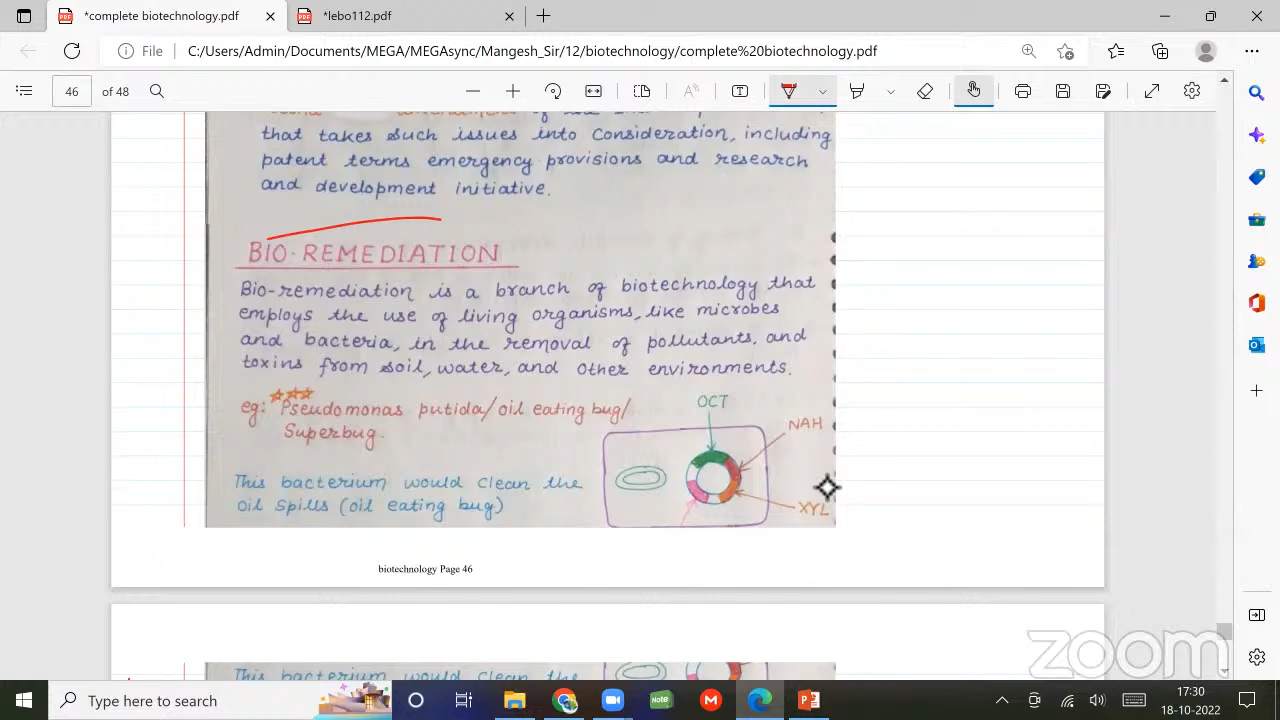 *complete biotechnology.pdf
*lebo112.pdf
File
C:/Users/Admin/Documents/MEGA/MEGAsync/Mangesh_Sir/12/biotechnology/complete%20biotechnology.pdf
46 of 48
that takes such issues into Consideration, including
patent terms emergency provisions and research
and development initiative.
BIO-REMEDIATION
Bio-remediation is a branch of biotechnology that
employs the use of living organisms, like microbes
and bacteria, in the removal of pollutants, and
toxins from soil, water, and other environments.
eg: Pseudomonas putida/oil eating bug/
Superbug.
OCT
NAH
XYL
This bacterium would clean the
oil spills (oil eating bug)
biotechnology Page 46
This bacterium would clean the
zoom
Type here to search
Note
17:30
18-10-2022